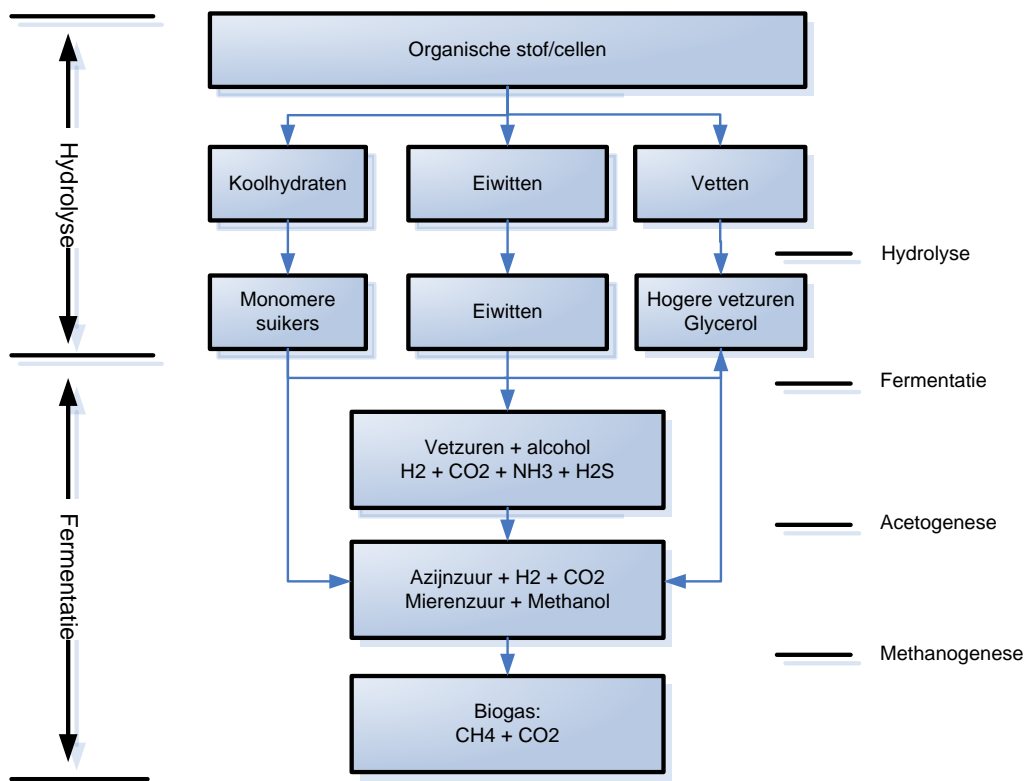 Organische stof/cellen
Hydrolyse
Koolhydraten
Eiwitten
Vetten
Hydrolyse
Monomere
suikers
Eiwitten
Hogere vetzuren
Glycerol
Fermentatie
Vetzuren + alcohol
H2 + CO2 + NH3 + H2S
Fermentatie
Acetogenese
Azijnzuur + H2 + CO2
Mierenzuur + Methanol
Methanogenese
Biogas:
CH4 + CO2